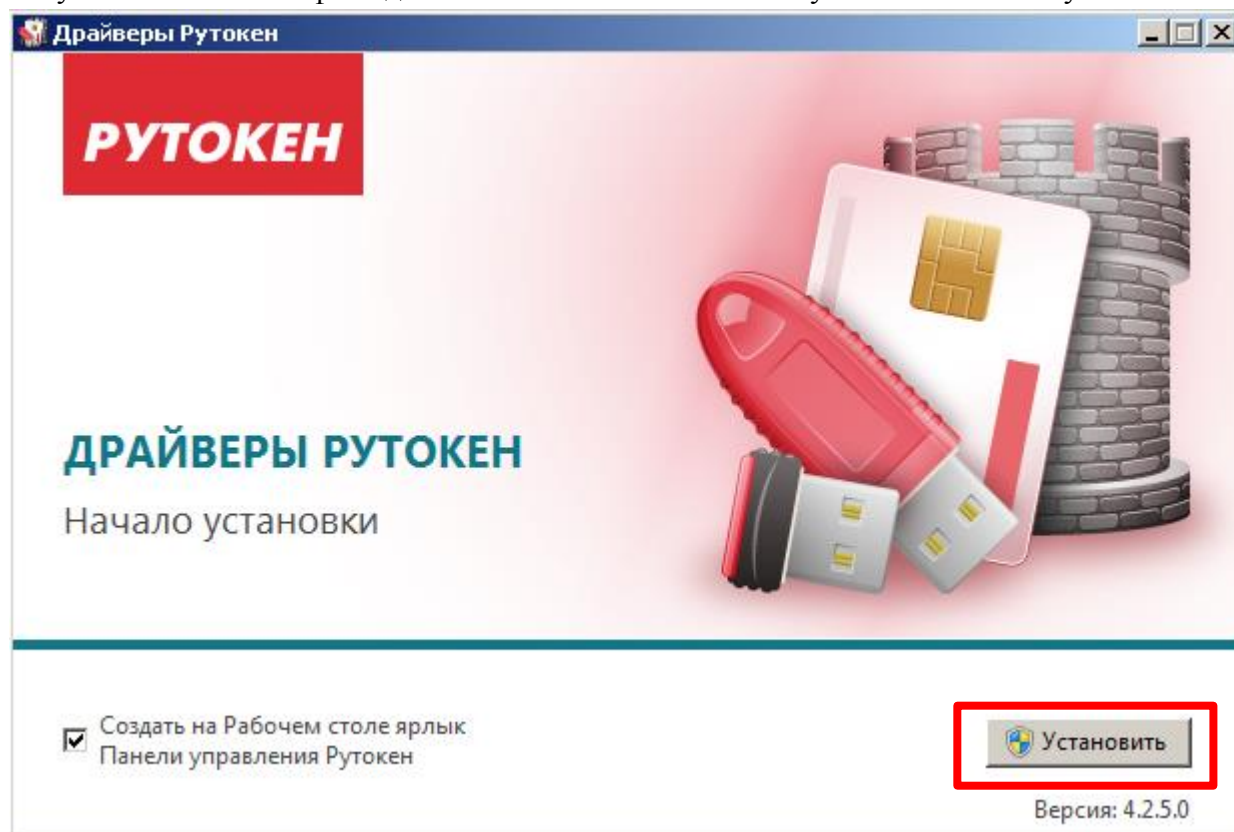 Драйверы Рутокен
РУТОКЕН
ДРАЙВЕРЫ РУТОКЕН
Начало установки
Создать на Рабочем столе ярлык
Панели управления Рутокен
Установить
Версия: 4.2.5.0